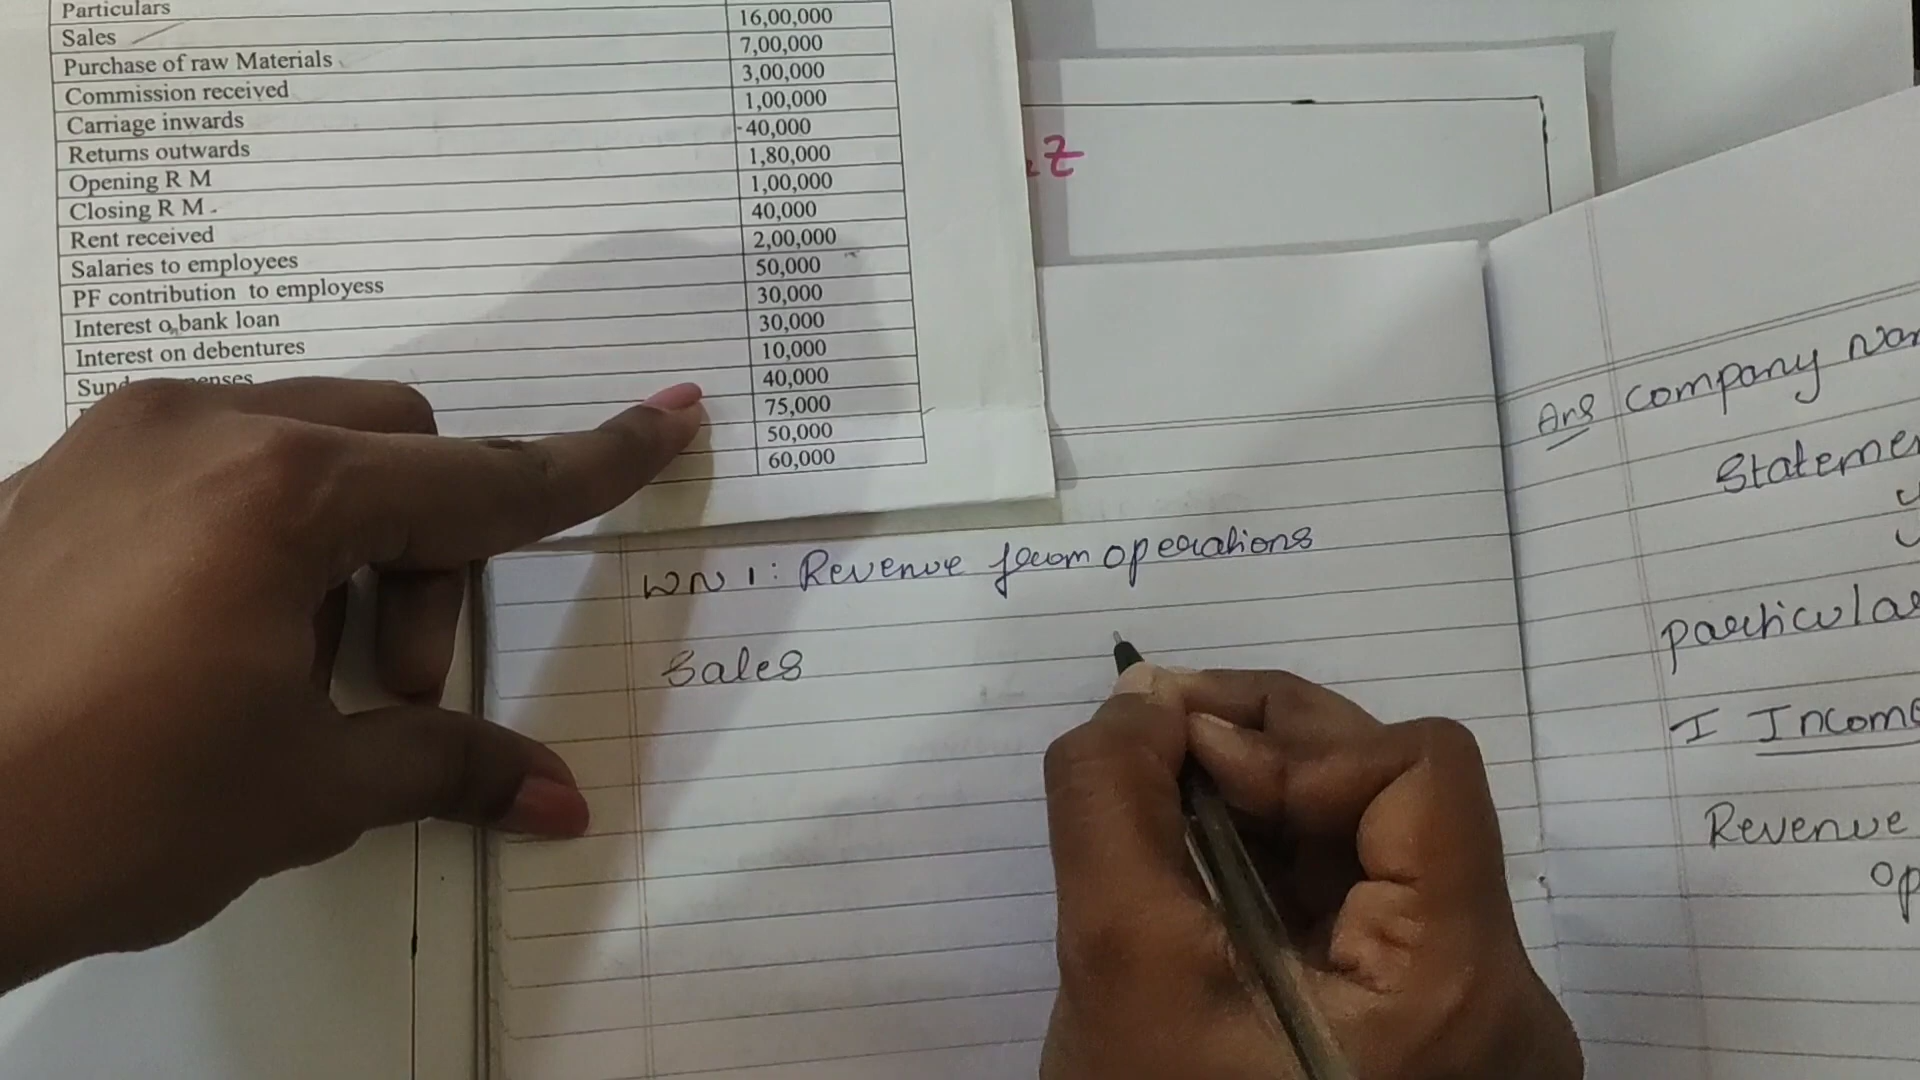 Particulars
Sales 16,00,000
Purchase of raw Materials 7,00,000
Commission received 3,00,000
Carriage inwards 1,00,000
Returns outwards 40,000
Opening R M 1,80,000
Closing R M 1,00,000
Rent received 40,000
Salaries to employees 2,00,000
PF contribution to employess 50,000
Interest on bank loan 30,000
Interest on debentures 30,000
10,000
40,000
75,000
50,000
60,000
Z
WN 1: Revenue from operations
Sales
Ans Company
particular
I Income
Revenue